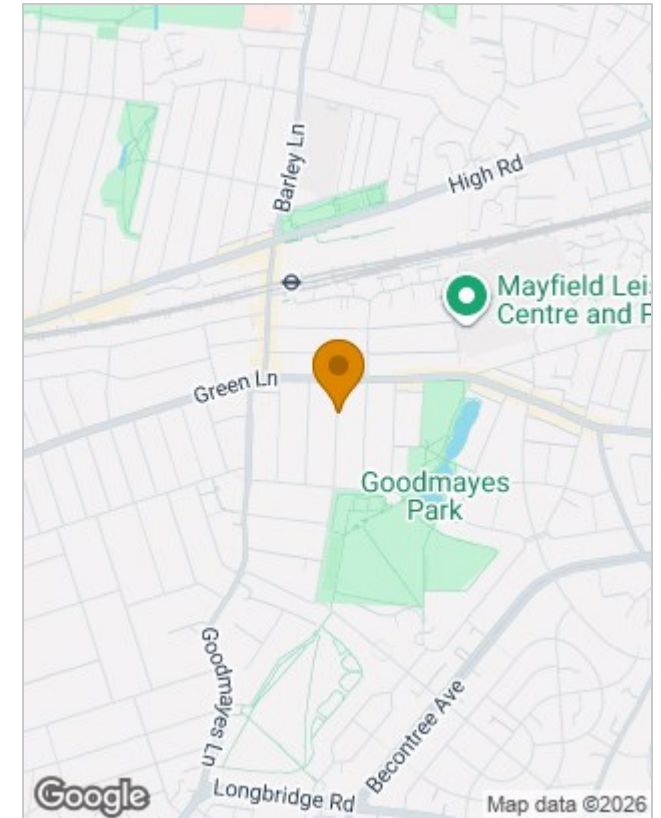 Barley Ln
High Rd
Mayfield Lei
Centre and F
Green Ln
Goodmayes
Park
Goodmayes Ln
Becontree Ave
Longbridge Rd
Google
Map data ©2026